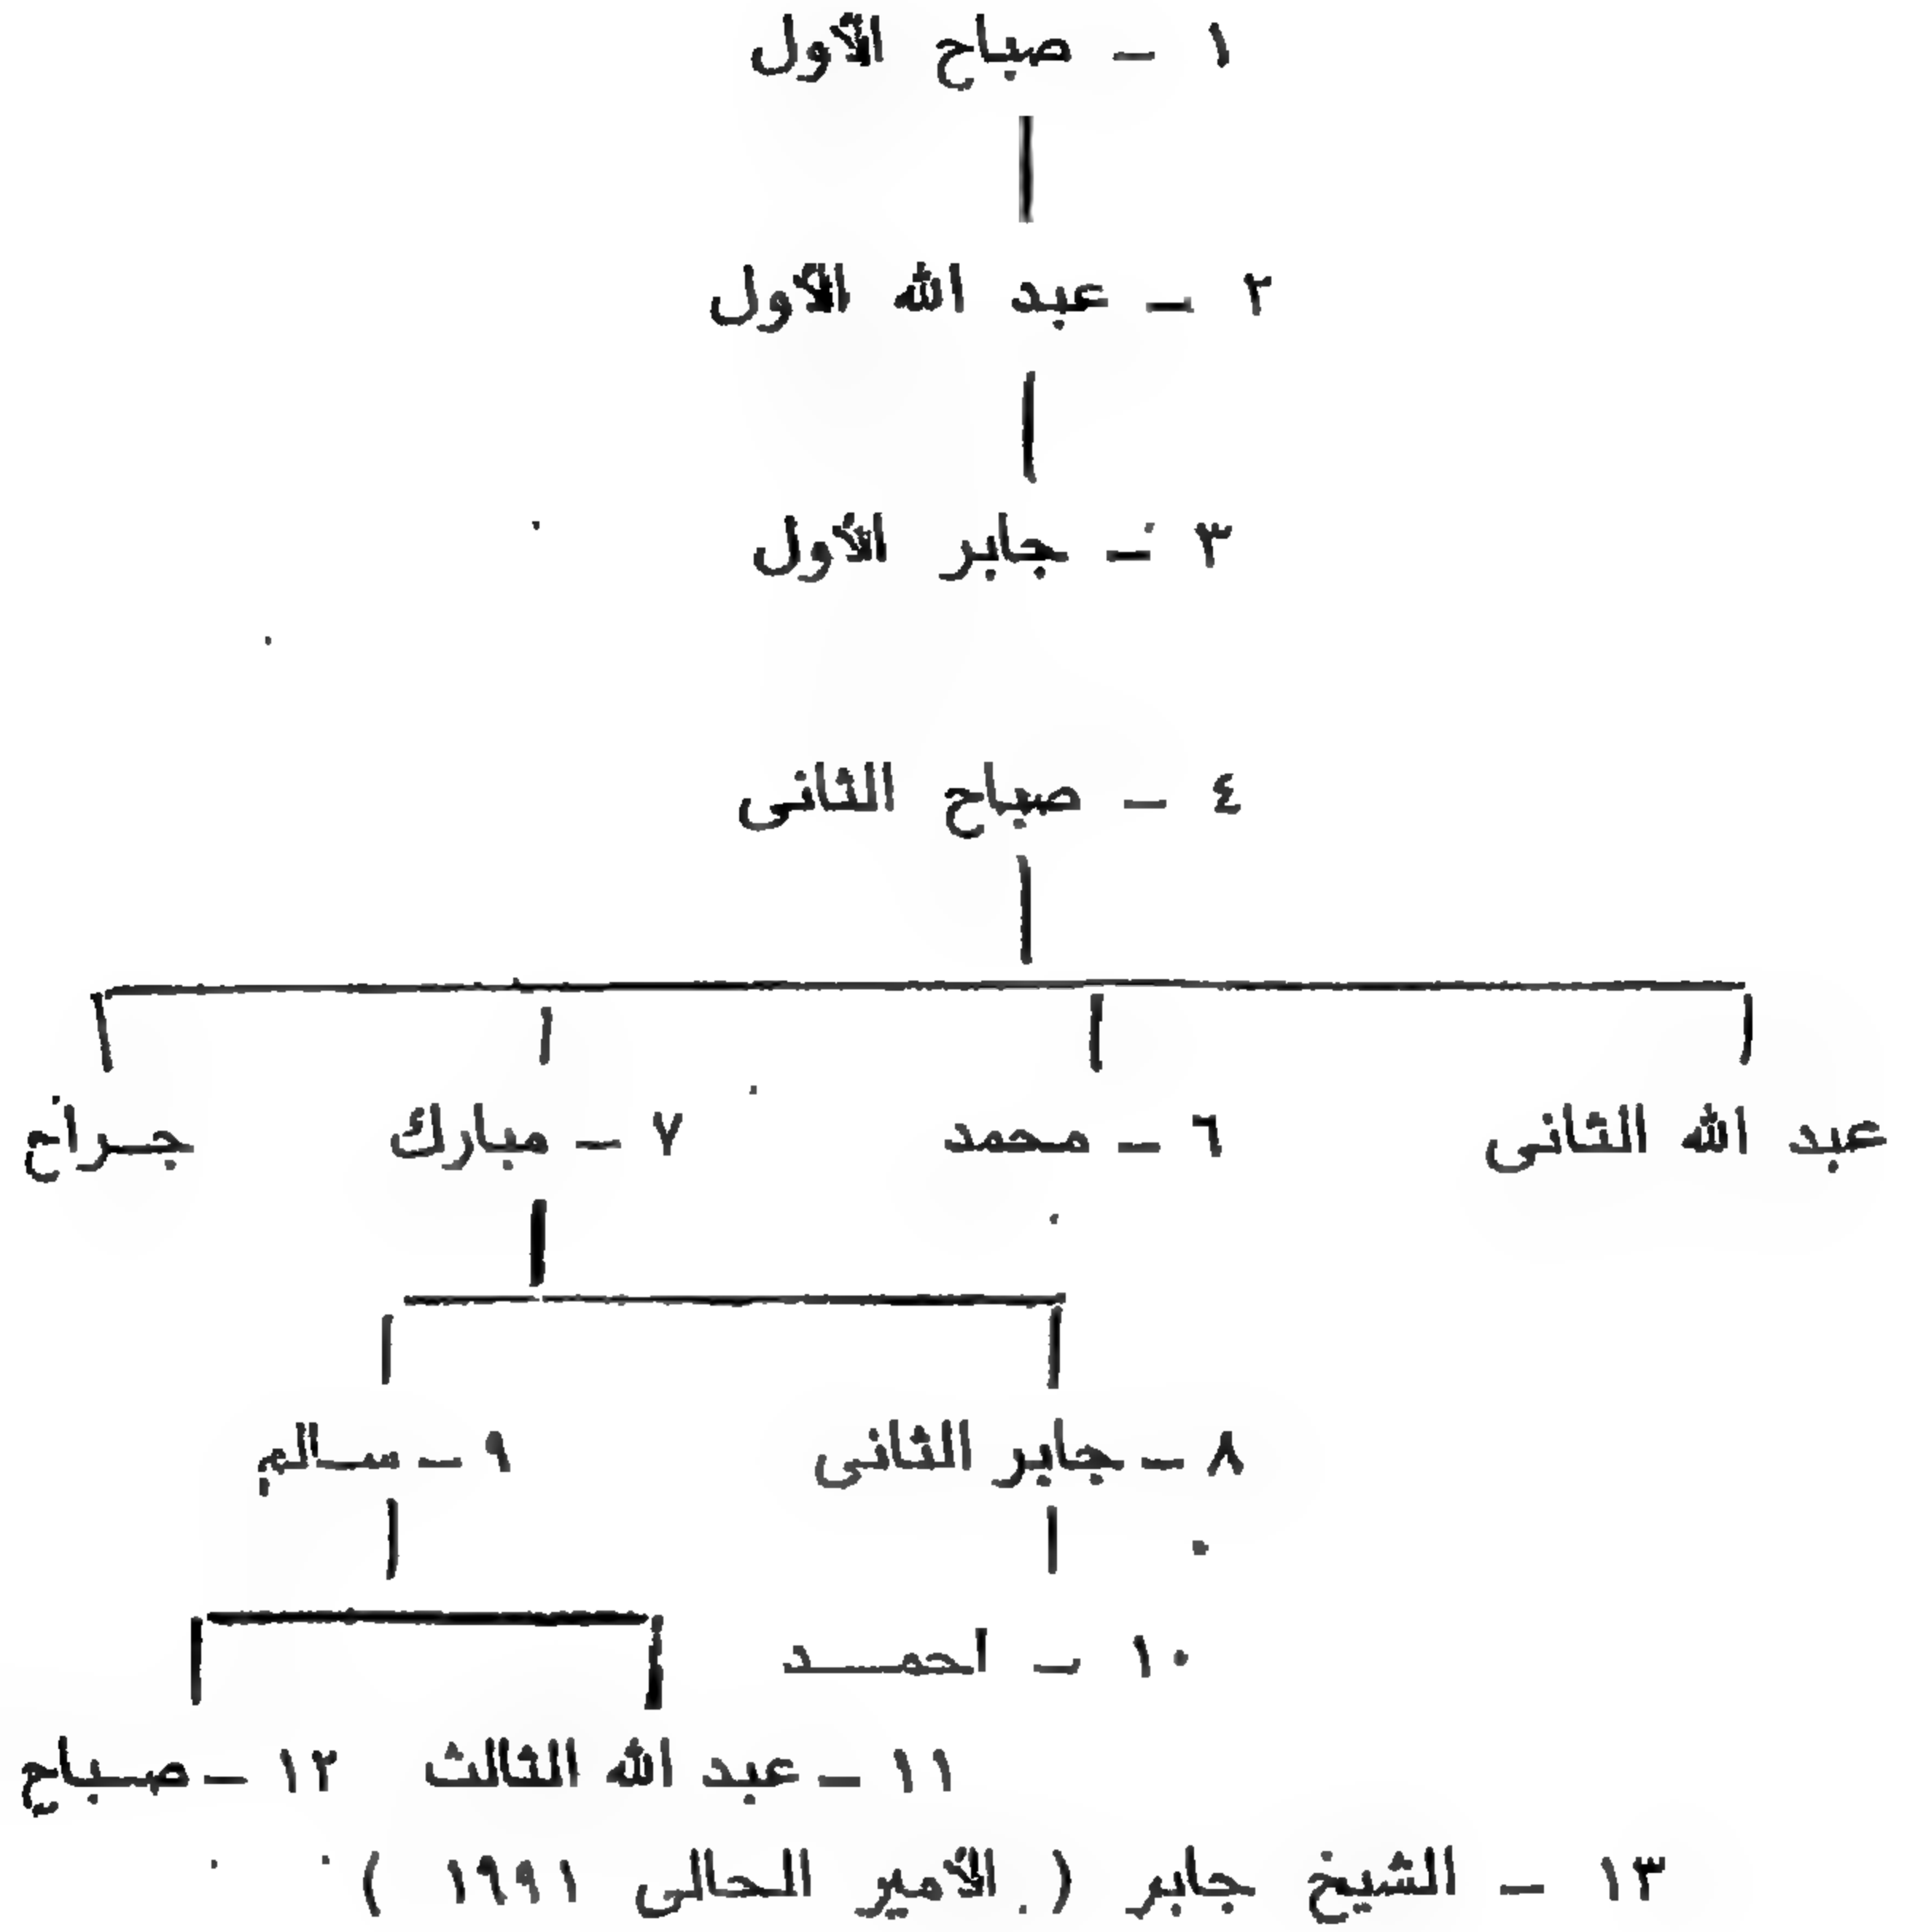 ١ - صباح الأول
٢ - عبد الله الأول
٣ - جابر الأول
٤ - صباح الثانى
عبد الله الثانى ٦ - محمد ٧ - مبارك جراح
٨ - جابر الثانى ٩ - سالم
١٠ - احمد
١١ - عبد الله الثالث ١٢ - صباح
١٣ - الشيخ جابر ( الأمير الحالى ١٩٩١ )